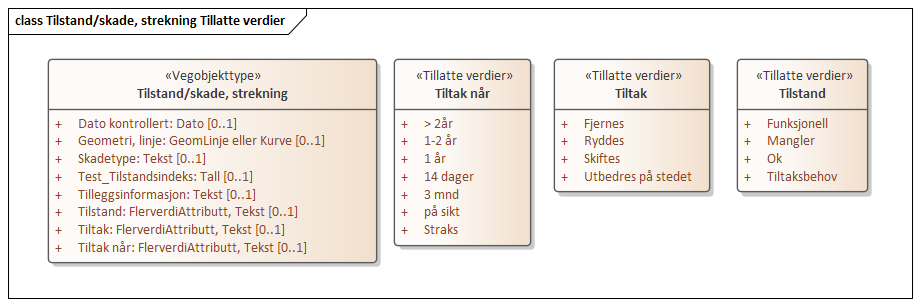 class Tilstand/skade, strekning Tillatte verdier
«Vegobjekttype»
Tilstand/skade, strekning
+ Dato kontrollert: Dato [0..1]
+ Geometri, linje: GeomLinje eller Kurve [0..1]
+ Skadetype: Tekst [0..1]
+ Test_Tilstandsindeks: Tall [0..1]
+ Tilleggsinformasjon: Tekst [0..1]
+ Tilstand: FlerverdiAttributt, Tekst [0..1]
+ Tiltak: FlerverdiAttributt, Tekst [0..1]
+ Tiltak når: FlerverdiAttributt, Tekst [0..1]
«Tillatte verdier»
Tiltak når
+ > 2år
+ 1-2 år
+ 1 år
+ 14 dager
+ 3 mnd
+ på sikt
+ Straks
«Tillatte verdier»
Tiltak
+ Fjernes
+ Ryddes
+ Skiftes
+ Utbedres på stedet
«Tillatte verdier»
Tilstand
+ Funksjonell
+ Mangler
+ Ok
+ Tiltaksbehov